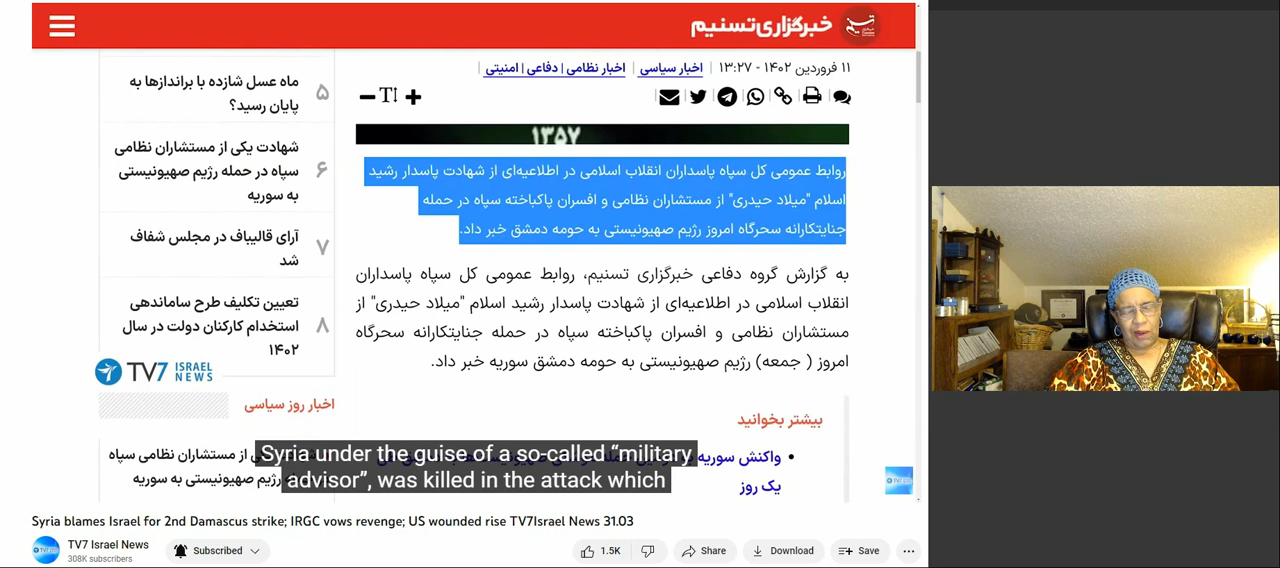 خبرگزاری تسنیم
۱۱ فروردین ۱۴۰۲ - ۱۳:۲۷ | اخبار سیاسی | اخبار نظامی | دفاعی | امنیتی |
۱۳۵۷
روابط عمومی کل سپاه پاسداران انقلاب اسلامی در اطلاعیه‌ای از شهادت پاسدار رشید
اسلام "میلاد حیدری" از مستشاران نظامی و افسران پاکباخته سپاه در حمله
جنایتکارانه سحرگاه امروز رژیم صهیونیستی به حومه دمشق خبر داد.
به گزارش گروه دفاعی خبرگزاری تسنیم، روابط عمومی کل سپاه پاسداران
انقلاب اسلامی در اطلاعیه‌ای از شهادت پاسدار رشید اسلام "میلاد حیدری" از
مستشاران نظامی و افسران پاکباخته سپاه در حمله جنایتکارانه سحرگاه
امروز ( جمعه) رژیم صهیونیستی به حومه دمشق سوریه خبر داد.
بیشتر بخوانید
واکنش سوریه
یک روز
۵
ماه عسل شازده با براندازها به
پایان رسید؟
۶
شهادت یکی از مستشاران نظامی
سپاه در حمله رژیم صهیونیستی
به سوریه
۷
آرای قالیباف در مجلس شفاف
شد
۸
تعیین تکلیف طرح ساماندهی
استخدام کارکنان دولت در سال
۱۴۰۲
TV7 ISRAEL
NEWS
اخبار روز سیاسی
ی از مستشاران نظامی سپاه
رژیم صهیونیستی به سوریه
Syria under the guise of a so-called “military
advisor”, was killed in the attack which
Syria blames Israel for 2nd Damascus strike; IRGC vows revenge; US wounded rise TV7Israel News 31.03
TV7 Israel News
308K subscribers
Subscribed
1.5K
Share
Download
Save